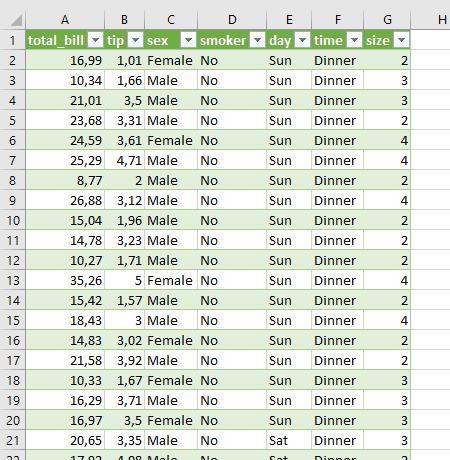 A B C D E F G H
1 total_bill tip sex smoker day time size
2 16,99 1,01 Female No Sun Dinner 2
3 10,34 1,66 Male No Sun Dinner 3
4 21,01 3,5 Male No Sun Dinner 3
5 23,68 3,31 Male No Sun Dinner 2
6 24,59 3,61 Female No Sun Dinner 4
7 25,29 4,71 Male No Sun Dinner 4
8 8,77 2 Male No Sun Dinner 2
9 26,88 3,12 Male No Sun Dinner 4
10 15,04 1,96 Male No Sun Dinner 2
11 14,78 3,23 Male No Sun Dinner 2
12 10,27 1,71 Male No Sun Dinner 2
13 35,26 5 Female No Sun Dinner 4
14 15,42 1,57 Male No Sun Dinner 2
15 18,43 3 Male No Sun Dinner 4
16 14,83 3,02 Female No Sun Dinner 2
17 21,58 3,92 Male No Sun Dinner 2
18 10,33 1,67 Female No Sun Dinner 3
19 16,29 3,71 Male No Sun Dinner 3
20 16,97 3,5 Female No Sun Dinner 3
21 20,65 3,35 Male No Sat Dinner 3
22 17,92 4,08 Male No Sat Dinner 2